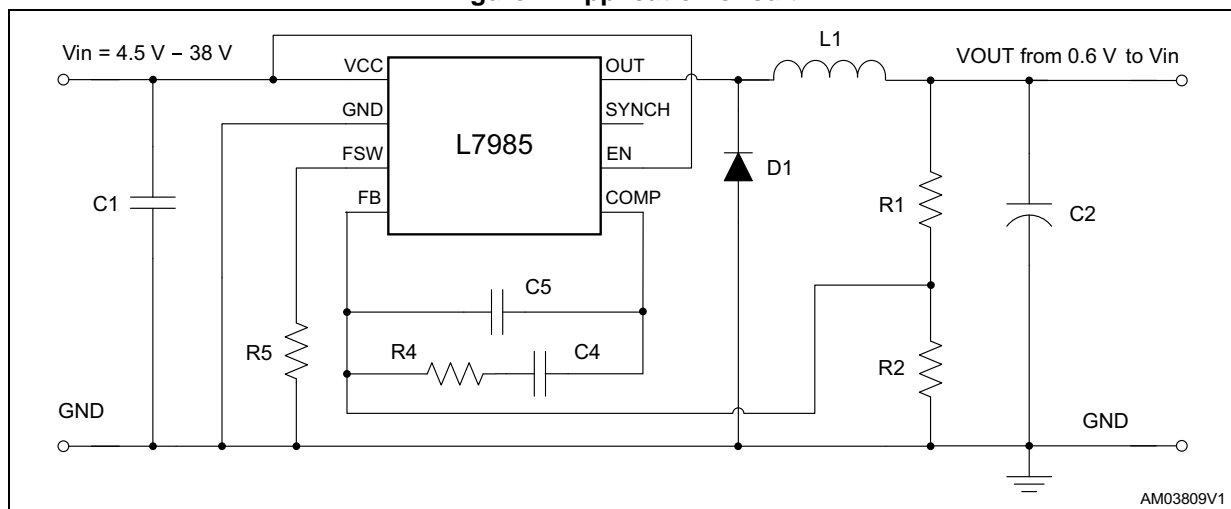 Vin = 4.5 V – 38 V
L1
VOUT from 0.6 V to Vin
VCC
OUT
GND
SYNCH
L7985
FSW
EN
FB
COMP
C1
D1
R1
C2
C5
R5
R4
C4
R2
GND
GND
AM03809V1